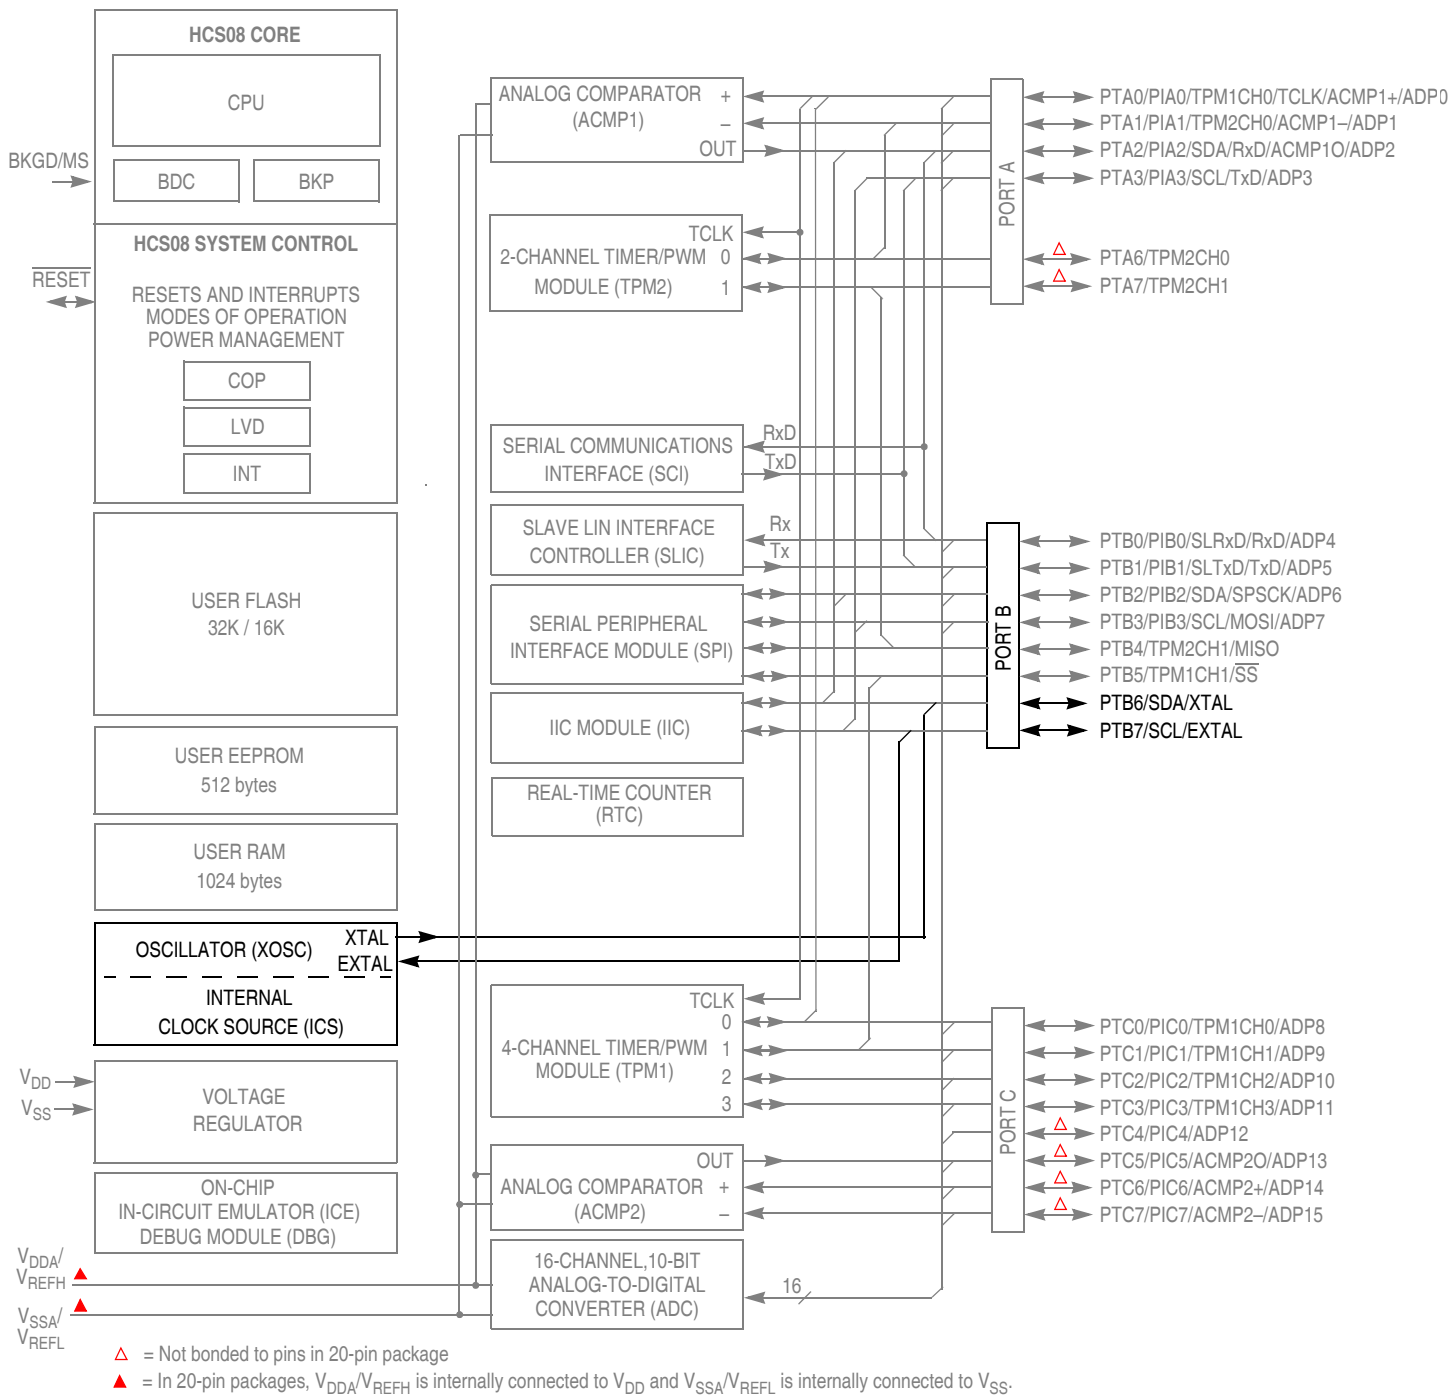 HCS08 CORE
CPU
BDC
BKP
BKGD/MS
HCS08 SYSTEM CONTROL
RESET
RESETS AND INTERRUPTS
MODES OF OPERATION
POWER MANAGEMENT
COP
LVD
INT
USER FLASH
32K / 16K
USER EEPROM
512 bytes
USER RAM
1024 bytes
OSCILLATOR (XOSC)
XTAL
EXTAL
INTERNAL
CLOCK SOURCE (ICS)
VDD
VSS
VOLTAGE
REGULATOR
ON-CHIP
IN-CIRCUIT EMULATOR (ICE)
DEBUG MODULE (DBG)
VDDA/
VREFH
VSSA/
VREFL
ANALOG COMPARATOR
(ACMP1)
+
–
OUT
TCLK
2-CHANNEL TIMER/PWM 0
MODULE (TPM2) 1
SERIAL COMMUNICATIONS
INTERFACE (SCI)
RxD
TxD
SLAVE LIN INTERFACE
CONTROLLER (SLIC)
Rx
Tx
SERIAL PERIPHERAL
INTERFACE MODULE (SPI)
IIC MODULE (IIC)
REAL-TIME COUNTER
(RTC)
TCLK
0
4-CHANNEL TIMER/PWM 1
MODULE (TPM1)
2
3
OUT
ANALOG COMPARATOR +
(ACMP2) –
16-CHANNEL,10-BIT
ANALOG-TO-DIGITAL
CONVERTER (ADC)
16
PORT A
PTA0/PIA0/TPM1CH0/TCLK/ACMP1+/ADP0
PTA1/PIA1/TPM2CH0/ACMP1–/ADP1
PTA2/PIA2/SDA/RxD/ACMP1O/ADP2
PTA3/PIA3/SCL/TxD/ADP3
PTA6/TPM2CH0
PTA7/TPM2CH1
PORT B
PTB0/PIB0/SLRxD/RxD/ADP4
PTB1/PIB1/SLTxD/TxD/ADP5
PTB2/PIB2/SDA/SPSCK/ADP6
PTB3/PIB3/SCL/MOSI/ADP7
PTB4/TPM2CH1/MISO
PTB5/TPM1CH1/SS
PTB6/SDA/XTAL
PTB7/SCL/EXTAL
PORT C
PTC0/PIC0/TPM1CH0/ADP8
PTC1/PIC1/TPM1CH1/ADP9
PTC2/PIC2/TPM1CH2/ADP10
PTC3/PIC3/TPM1CH3/ADP11
PTC4/PIC4/ADP12
PTC5/PIC5/ACMP2O/ADP13
PTC6/PIC6/ACMP2+/ADP14
PTC7/PIC7/ACMP2–/ADP15
= Not bonded to pins in 20-pin package
= In 20-pin packages, VDDA/VREFH is internally connected to VDD and VSSA/VREFL is internally connected to VSS.